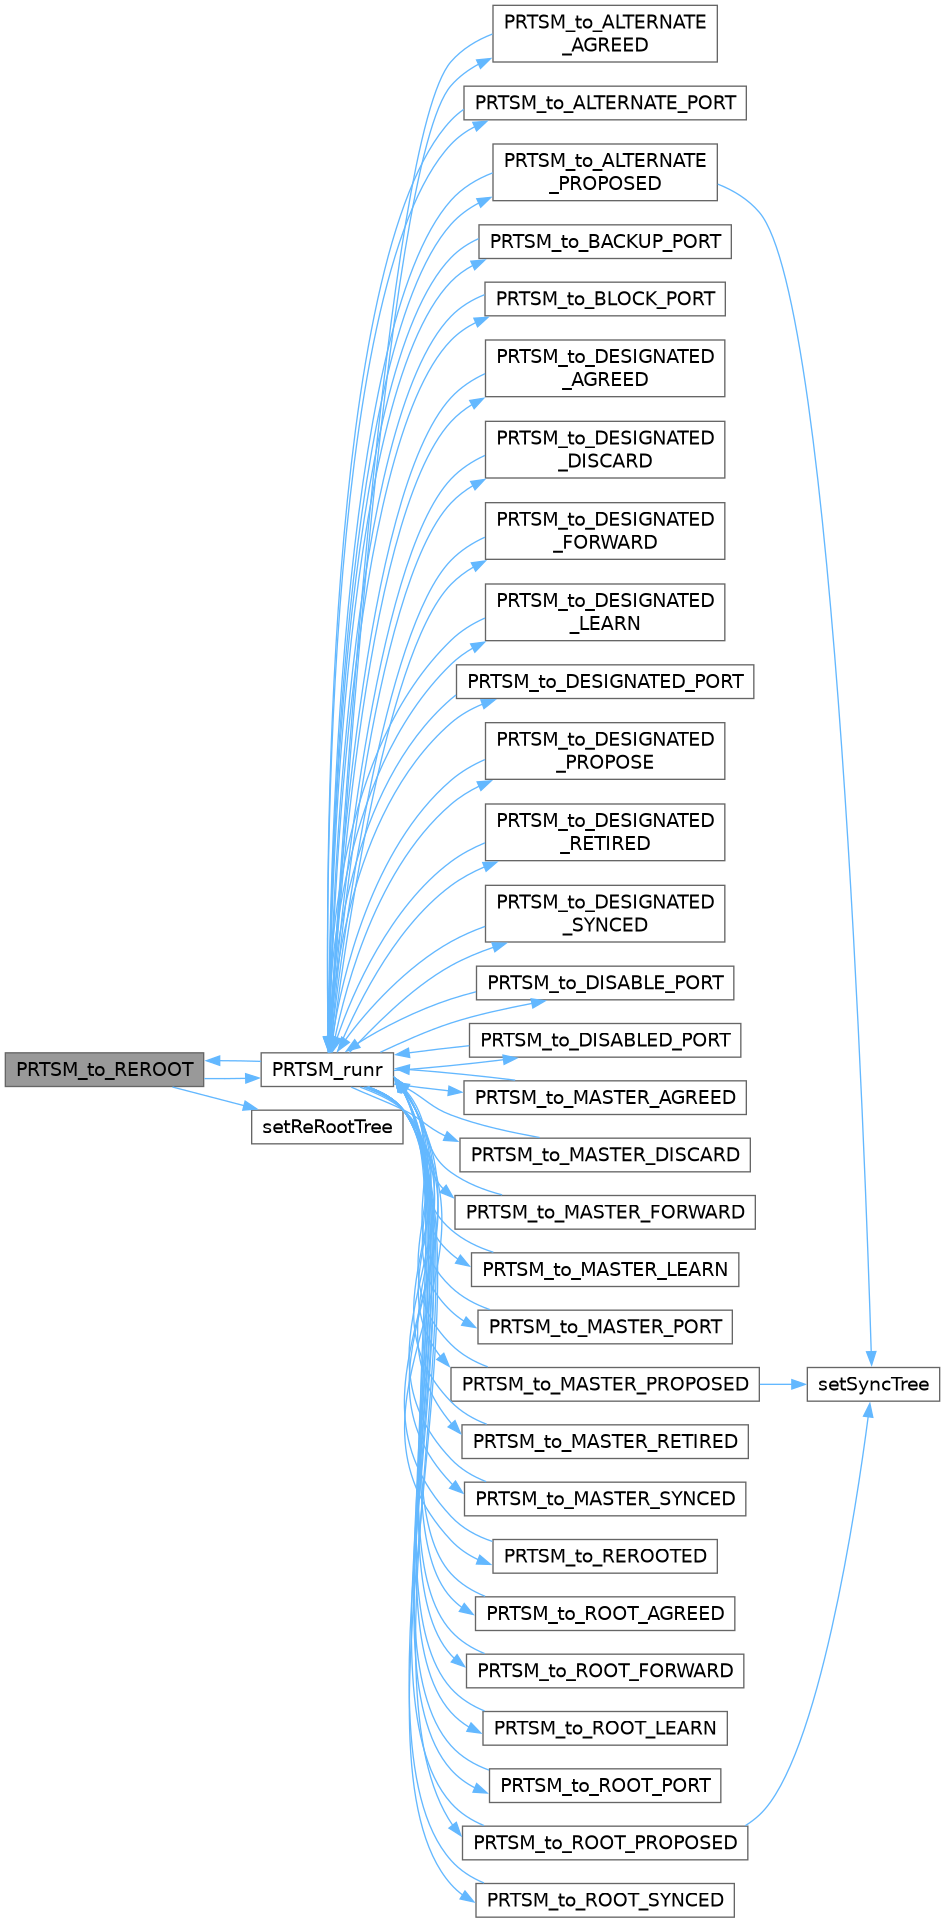 PRTSM_to_ALTERNATE
_AGREED
PRTSM_to_ALTERNATE_PORT
PRTSM_to_ALTERNATE
_PROPOSED
PRTSM_to_BACKUP_PORT
PRTSM_to_BLOCK_PORT
PRTSM_to_DESIGNATED
_AGREED
PRTSM_to_DESIGNATED
_DISCARD
PRTSM_to_DESIGNATED
_FORWARD
PRTSM_to_DESIGNATED
_LEARN
PRTSM_to_DESIGNATED_PORT
PRTSM_to_DESIGNATED
_PROPOSE
PRTSM_to_DESIGNATED
_RETIRED
PRTSM_to_DESIGNATED
_SYNCED
PRTSM_to_DISABLE_PORT
PRTSM_to_DISABLED_PORT
PRTSM_to_REROOT
PRTSM_runr
PRTSM_to_MASTER_AGREED
setReRootTree
PRTSM_to_MASTER_DISCARD
PRTSM_to_MASTER_FORWARD
PRTSM_to_MASTER_LEARN
PRTSM_to_MASTER_PORT
PRTSM_to_MASTER_PROPOSED
setSyncTree
PRTSM_to_MASTER_RETIRED
PRTSM_to_MASTER_SYNCED
PRTSM_to_REROOTED
PRTSM_to_ROOT_AGREED
PRTSM_to_ROOT_FORWARD
PRTSM_to_ROOT_LEARN
PRTSM_to_ROOT_PORT
PRTSM_to_ROOT_PROPOSED
PRTSM_to_ROOT_SYNCED